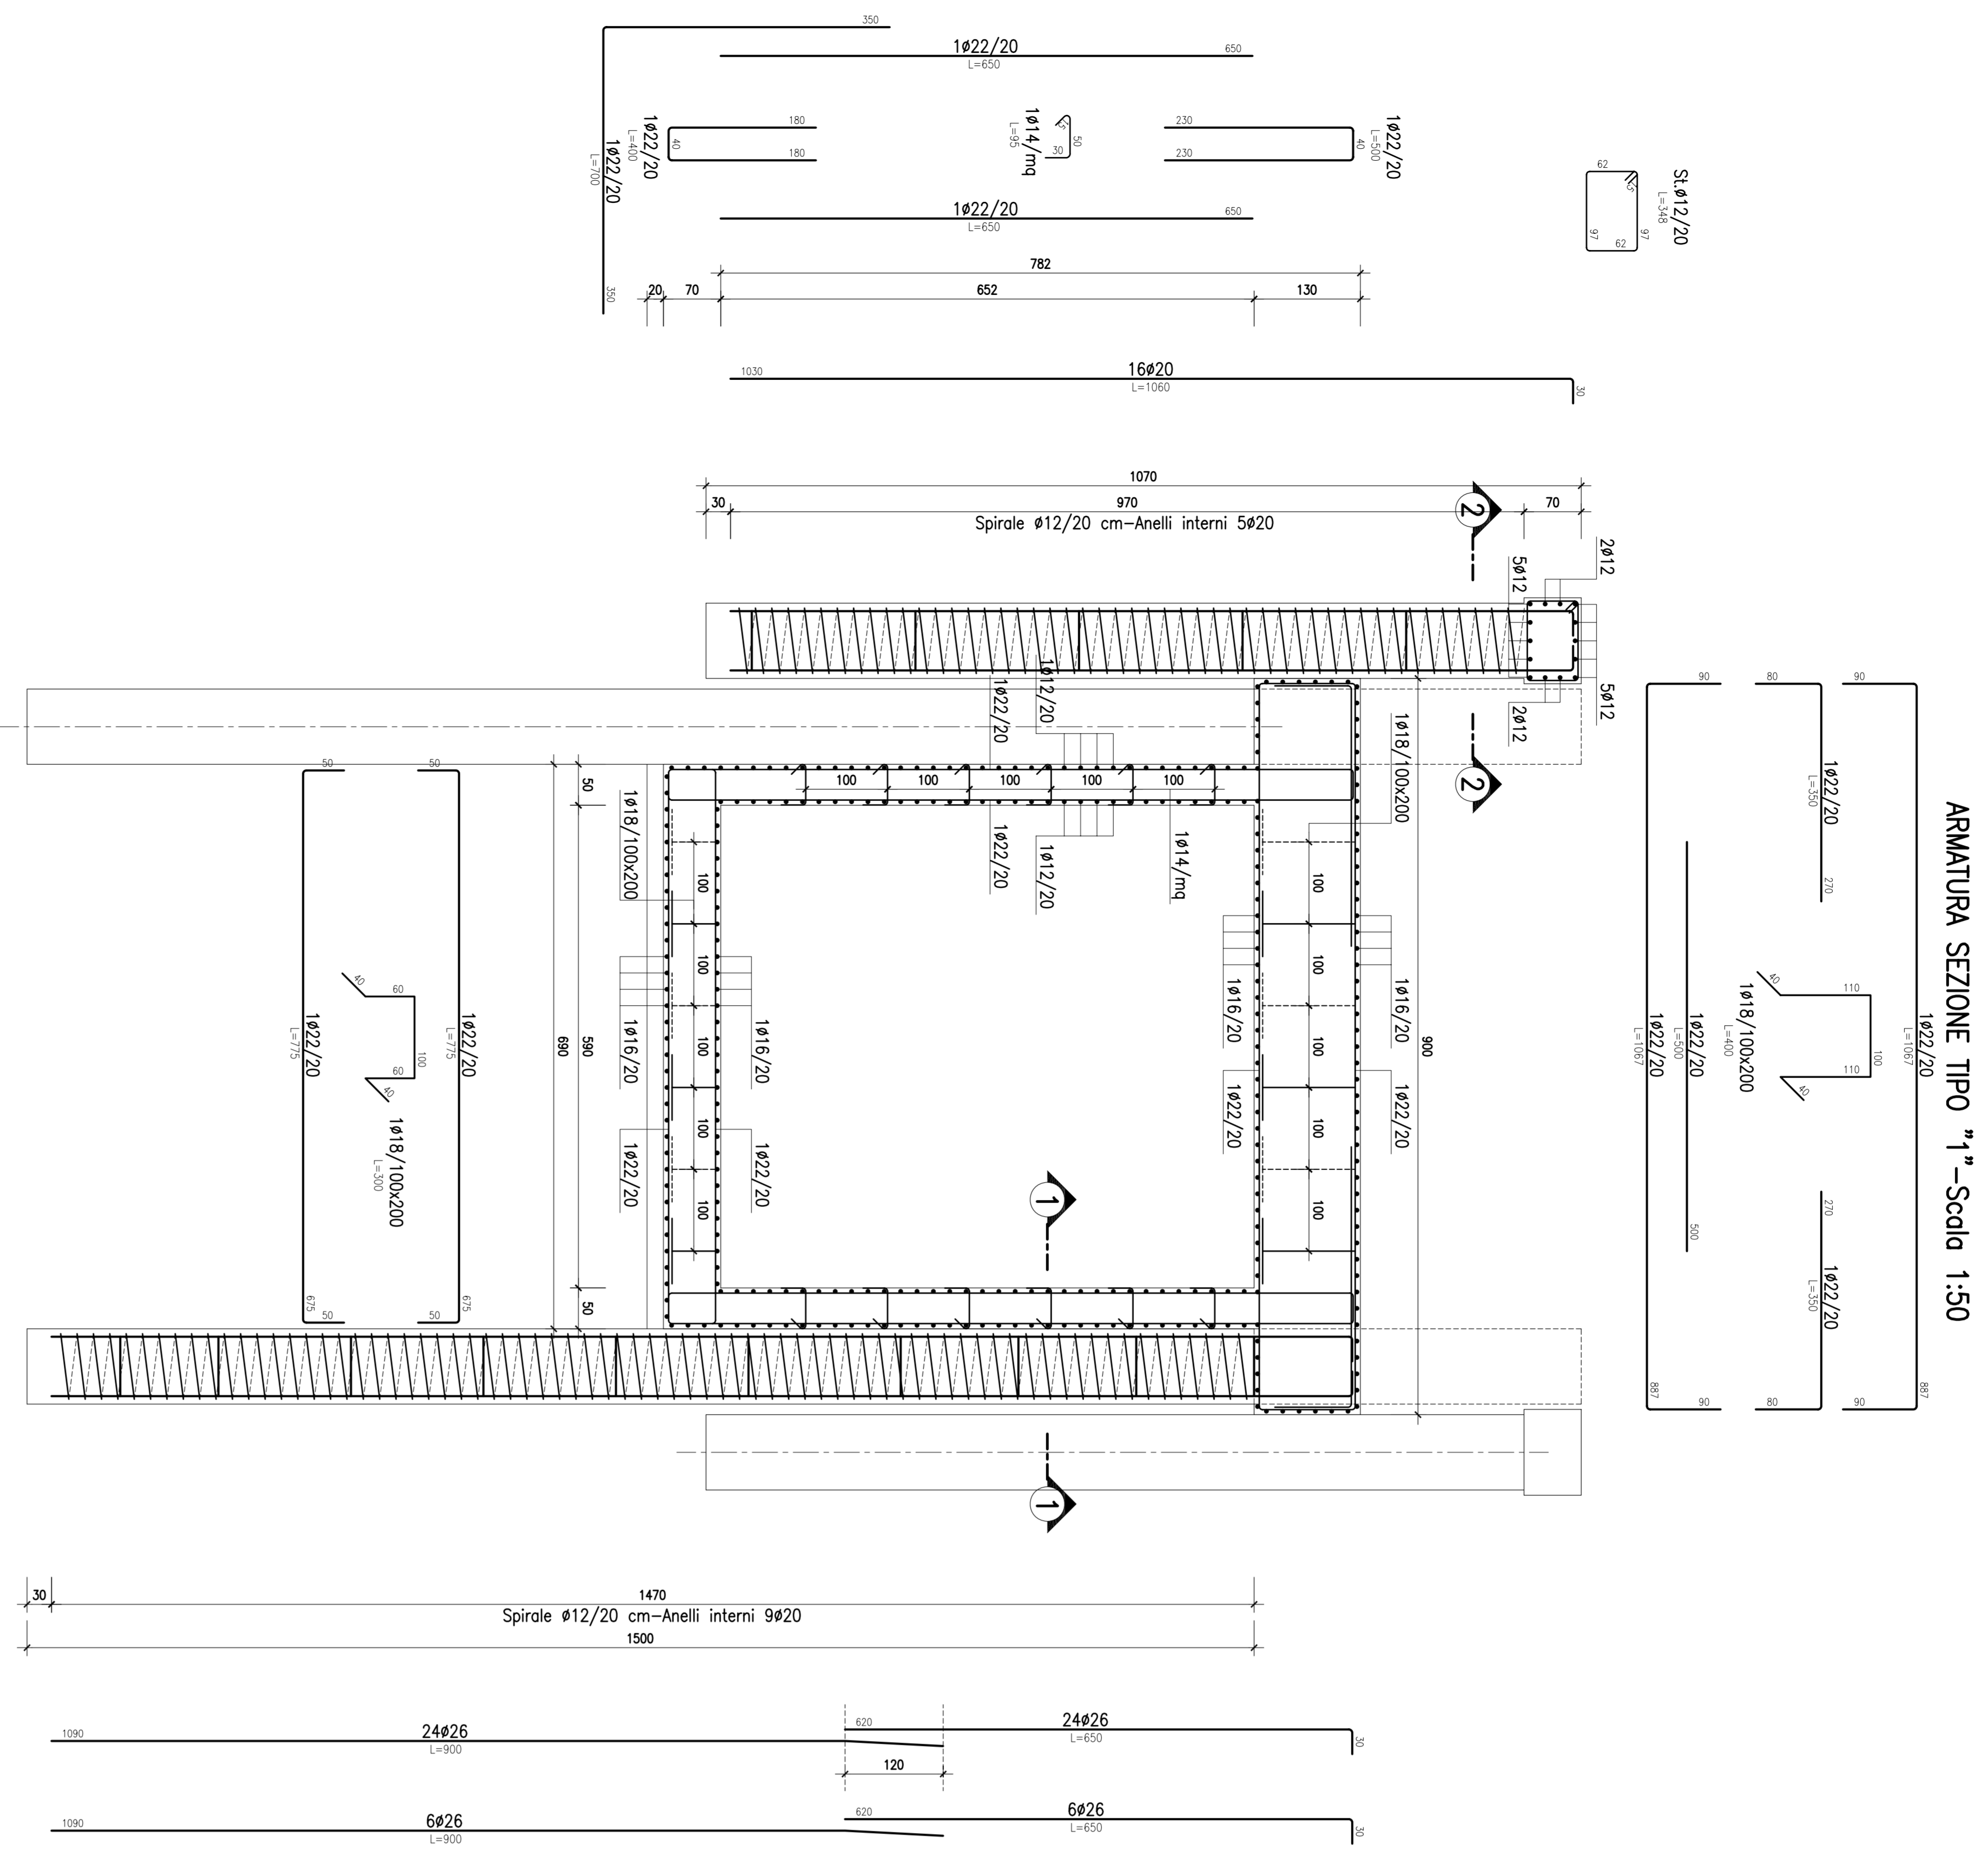 ARMATURA SEZIONE TIPO "1"-Scala 1:50
350
1ø22/20
L=650
650
1ø22/20
L=400
180
180
40
1ø22/20
L=700
350
1ø14/mq
L=95
15
50
30
230
230
40
1ø22/20
L=500
St.ø12/20
L=348
62
15
97
62
97
1ø22/20
L=650
650
782
20
70
652
130
1030
16ø20
L=1060
30
1070
30
970
70
Spirale ø12/20 cm-Anelli interni 5ø20
2
2
2ø12
5ø12
5ø12
2ø12
1ø12/20
1ø22/20
1ø18/100x200
100
100
100
100
100
1ø22/20
1ø12/20
1ø14/mq
1ø18/100x200
100
100
100
100
100
100
100
100
100
100
1ø16/20
1ø16/20
1ø16/20
1ø16/20
1ø22/20
1ø22/20
1ø22/20
1ø22/20
900
50
590
50
690
1
1
50
50
1ø22/20
L=775
675
50
40
60
100
60
40
1ø18/100x200
L=300
1ø22/20
L=775
675
50
90
80
90
1ø22/20
L=350
270
1ø22/20
L=1067
887
90
1ø22/20
L=500
500
40
110
100
110
40
1ø18/100x200
L=400
270
1ø22/20
L=350
80
1ø22/20
L=1067
887
90
30
1470
Spirale ø12/20 cm-Anelli interni 9ø20
1500
1090
24ø26
L=900
620
24ø26
L=650
30
120
1090
6ø26
L=900
620
6ø26
L=650
30